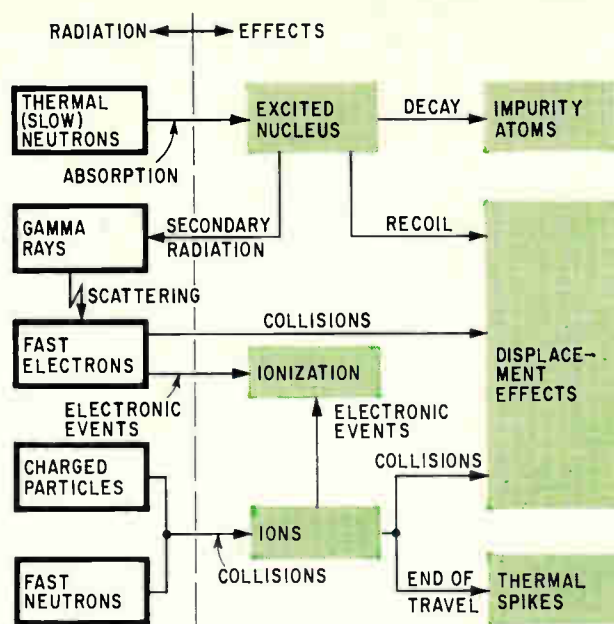 RADIATION
EFFECTS
THERMAL
(SLOW)
NEUTRONS
ABSORPTION
EXCITED
NUCLEUS
DECAY
IMPURITY
ATOMS
GAMMA
RAYS
SECONDARY
RADIATION
RECOIL
SCATTERING
FAST
ELECTRONS
COLLISIONS
ELECTRONIC
EVENTS
IONIZATION
ELECTRONIC
EVENTS
DISPLACE-
MENT
EFFECTS
CHARGED
PARTICLES
COLLISIONS
IONS
COLLISIONS
FAST
NEUTRONS
END OF
TRAVEL
THERMAL
SPIKES